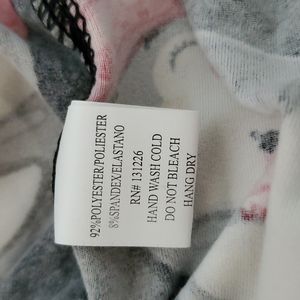 92%POLYESTER/POLIESTER
8%SPANDEX/ELASTANO
RN# 131226
HAND WASH COLD
DO NOT BLEACH
HANG DRY